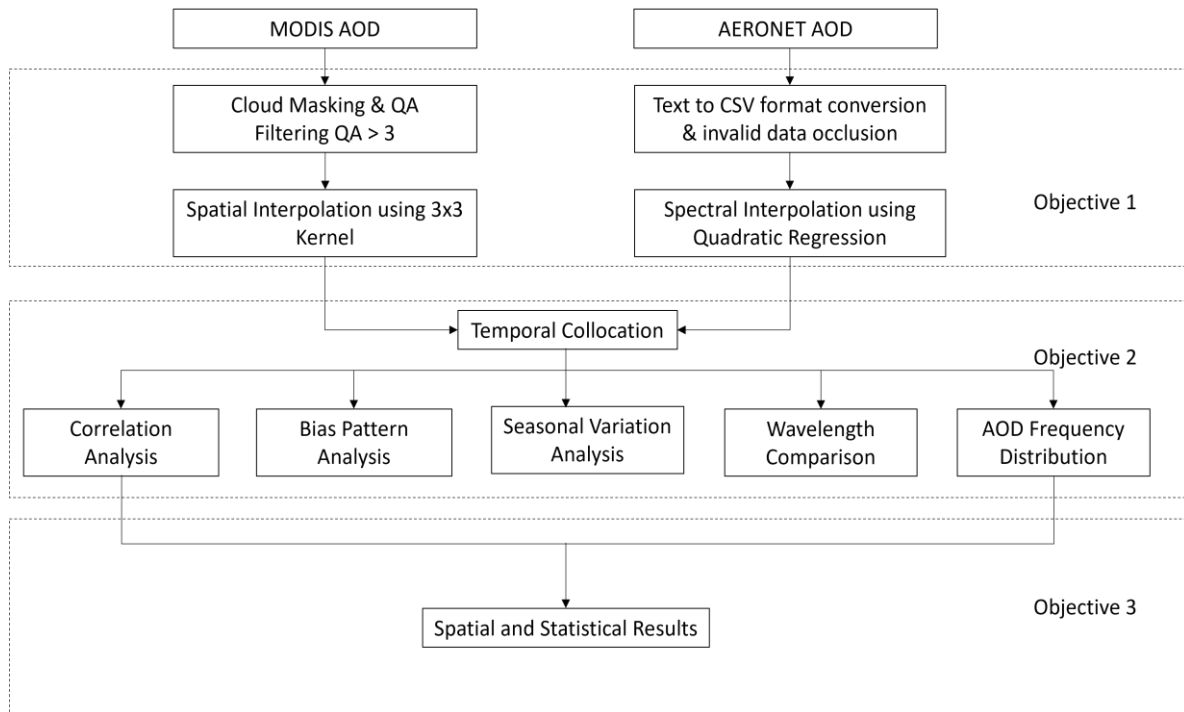 MODIS AOD
AERONET AOD
Cloud Masking & QA
Filtering QA > 3
Text to CSV format conversion
& invalid data occlusion
Spatial Interpolation using 3x3
Kernel
Spectral Interpolation using
Quadratic Regression
Objective 1
Temporal Collocation
Objective 2
Correlation
Analysis
Bias Pattern
Analysis
Seasonal Variation
Analysis
Wavelength
Comparison
AOD Frequency
Distribution
Objective 3
Spatial and Statistical Results